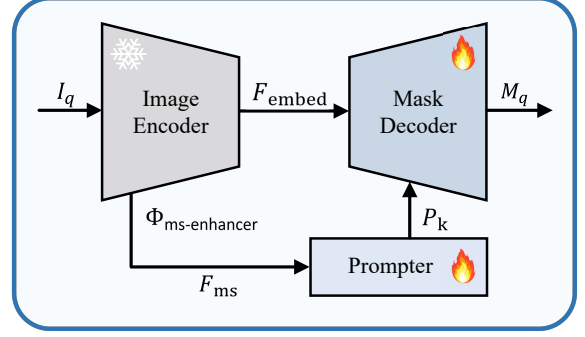 I_q
Image
Encoder
F_embed
Mask
Decoder
M_q
Φ_ms-enhancer
P_k
F_ms
Prompter